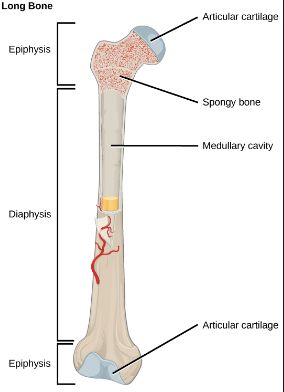 Long Bone
Articular cartilage
Epiphysis
Spongy bone
Medullary cavity
Diaphysis
Articular cartilage
Epiphysis